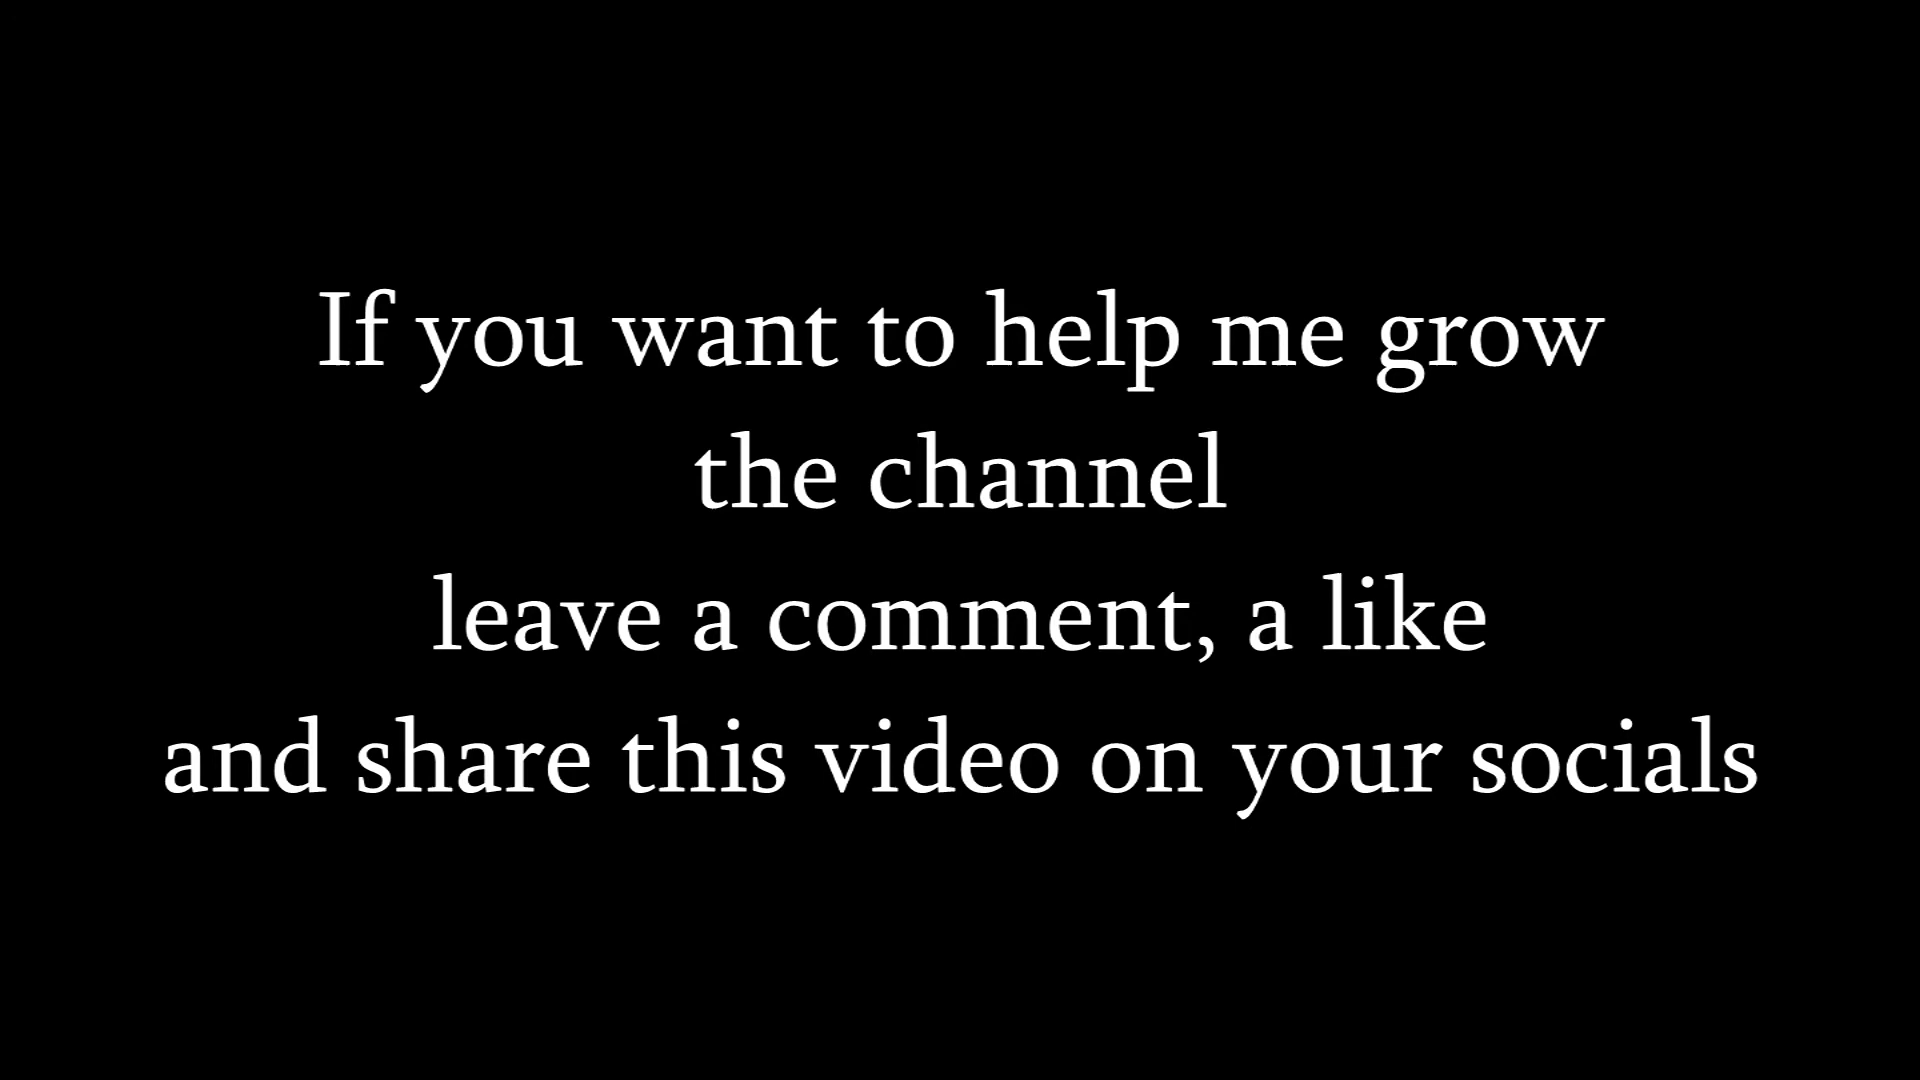 If you want to help me grow
the channel
leave a comment, a like
and share this video on your socials